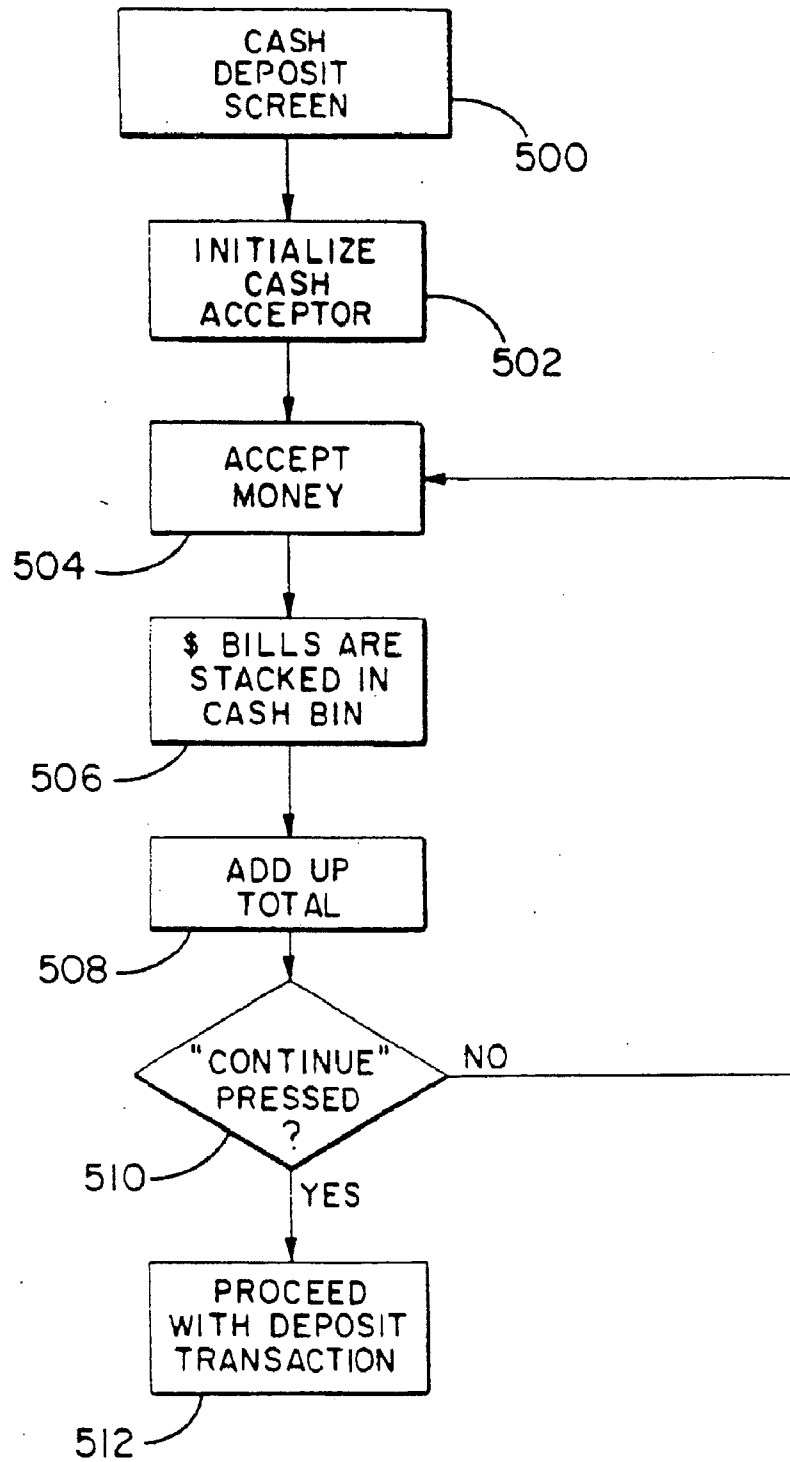 CASH
DEPOSIT
SCREEN
500
INITIALIZE
CASH
ACCEPTOR
502
ACCEPT
MONEY
504
$ BILLS ARE
STACKED IN
CASH BIN
506
ADD UP
TOTAL
508
"CONTINUE"
PRESSED
?
NO
510
YES
PROCEED
WITH DEPOSIT
TRANSACTION
512